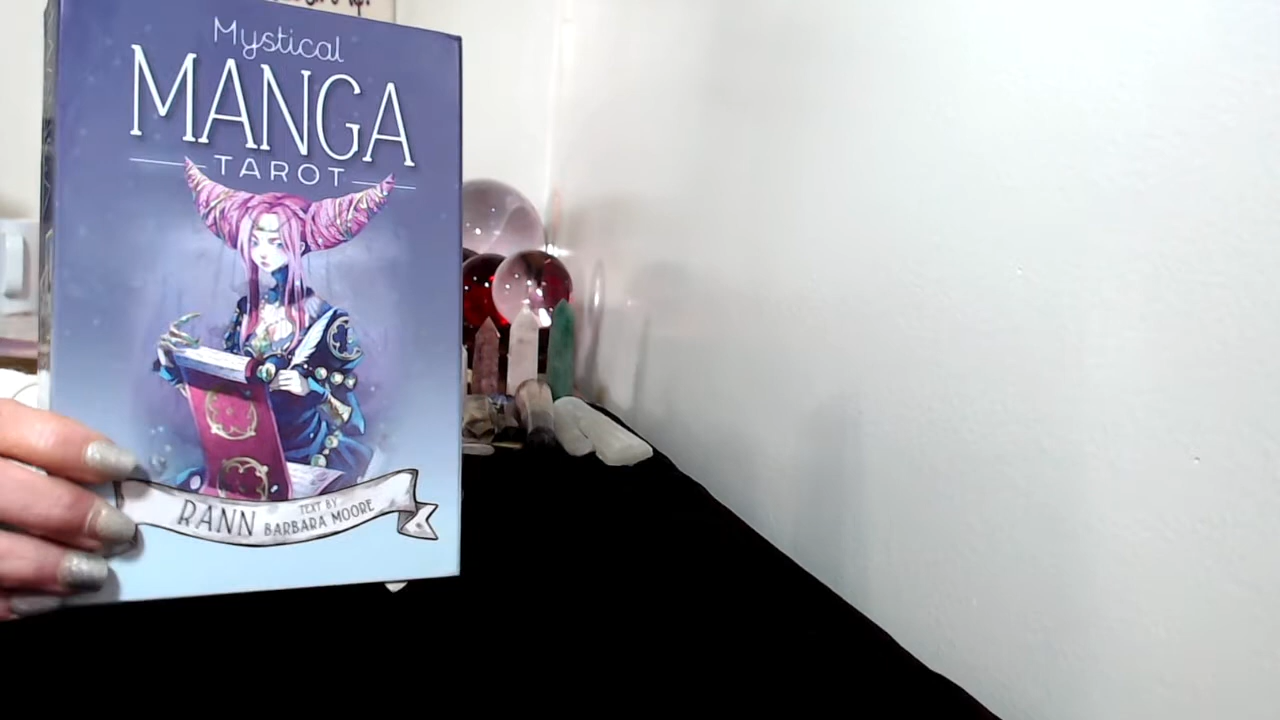 Mystical
MANGA
TAROT
RANN
TEXT BY
BARBARA MOORE